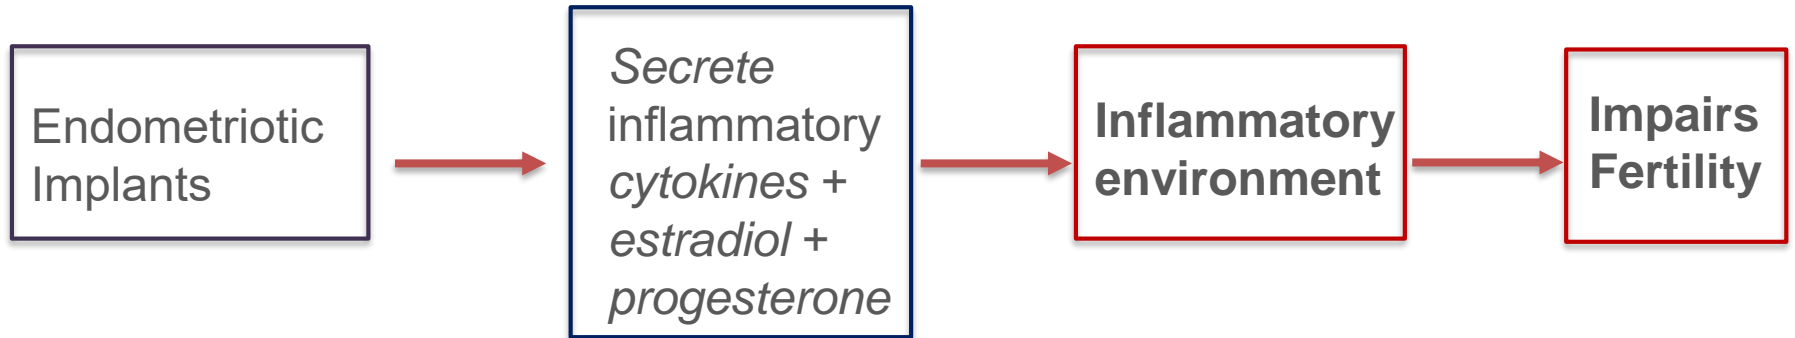 Endometriotic
Implants
Secrete
inflammatory
cytokines +
estradiol +
progesterone
Inflammatory
environment
Impairs
Fertility